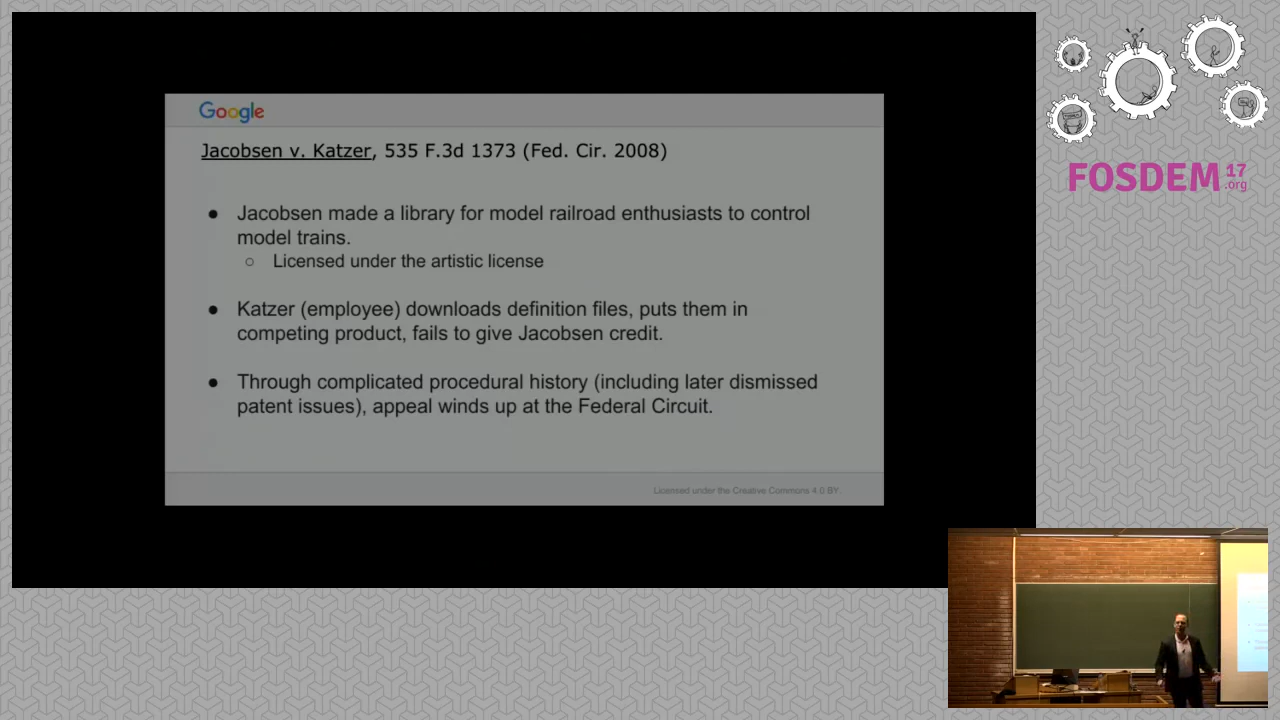 Google
Jacobsen v. Katzer, 535 F.3d 1373 (Fed. Cir. 2008)
● Jacobsen made a library for model railroad enthusiasts to control
model trains.
○ Licensed under the artistic license
● Katzer (employee) downloads definition files, puts them in
competing product, fails to give Jacobsen credit.
● Through complicated procedural history (including later dismissed
patent issues), appeal winds up at the Federal Circuit.
Licensed under the Creative Commons 4.0 BY.
FOSDEM 17
.org